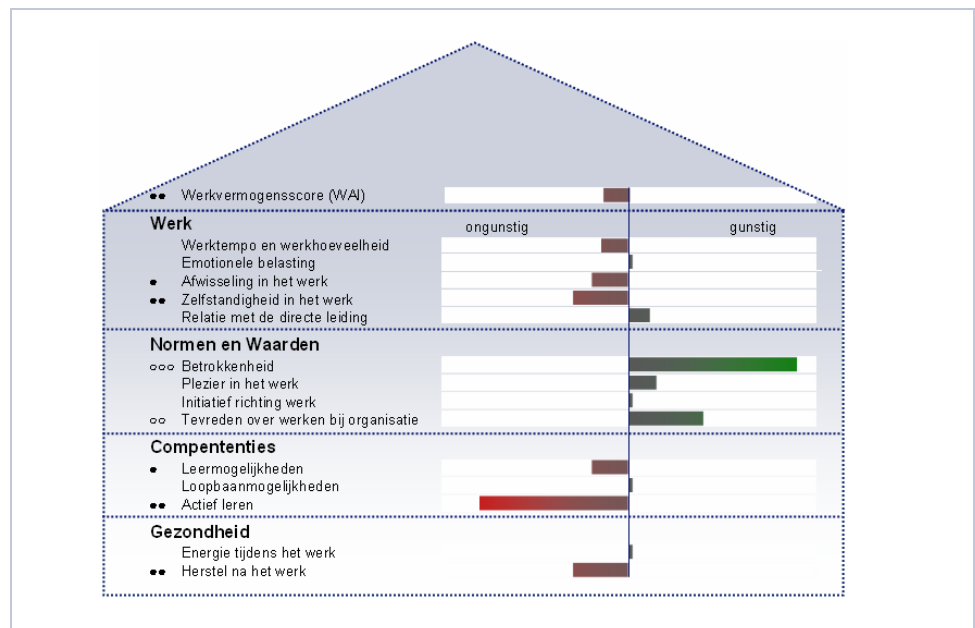 ●● Werkvermogensscore (WAI)
Werk
ongunstig gunstig
Werktempo en werkhoeveelheid
Emotionele belasting
● Afwisseling in het werk
●● Zelfstandigheid in het werk
Relatie met de directe leiding
Normen en Waarden
○○○ Betrokkenheid
Plezier in het werk
Initiatief richting werk
○○ Tevreden over werken bij organisatie
Compententies
● Leermogelijkheden
Loopbaanmogelijkheden
●● Actief leren
Gezondheid
Energie tijdens het werk
●● Herstel na het werk